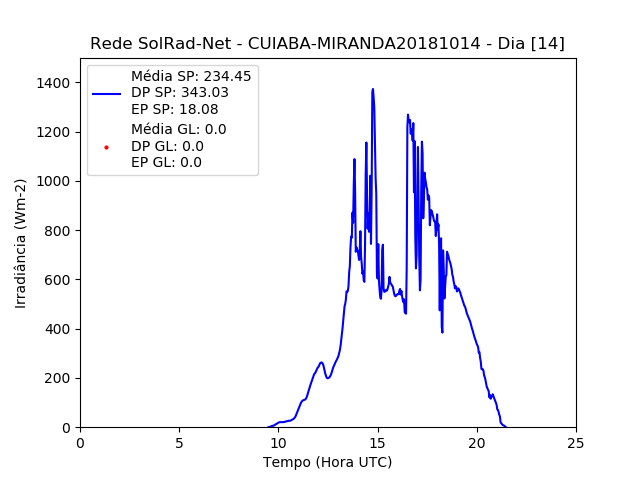 Rede SolRad-Net - CUIABA-MIRANDA20181014 - Dia [14]
Média SP: 234.45
DP SP: 343.03
EP SP: 18.08
Média GL: 0.0
DP GL: 0.0
EP GL: 0.0
Irradiância (Wm-2)
1400
1200
1000
800
600
400
200
0
0 5 10 15 20 25
Tempo (Hora UTC)